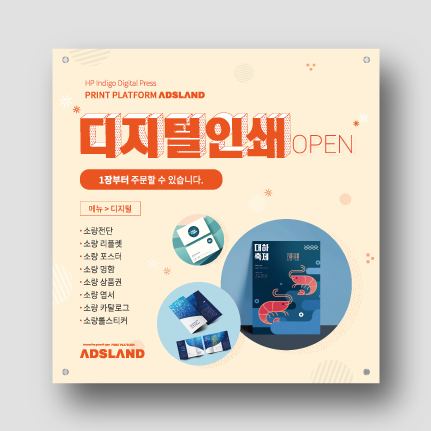 HP Indigo Digital Press
PRINT PLATFORM ADSLAND
디지털인쇄OPEN
1장부터 주문할 수 있습니다.
메뉴 > 디지털
• 소량전단
• 소량 리플렛
• 소량 포스터
• 소량 명함
• 소량 상품권
• 소량 엽서
• 소량 카탈로그
• 소량롤스티커
대하
축제
ADSLAND